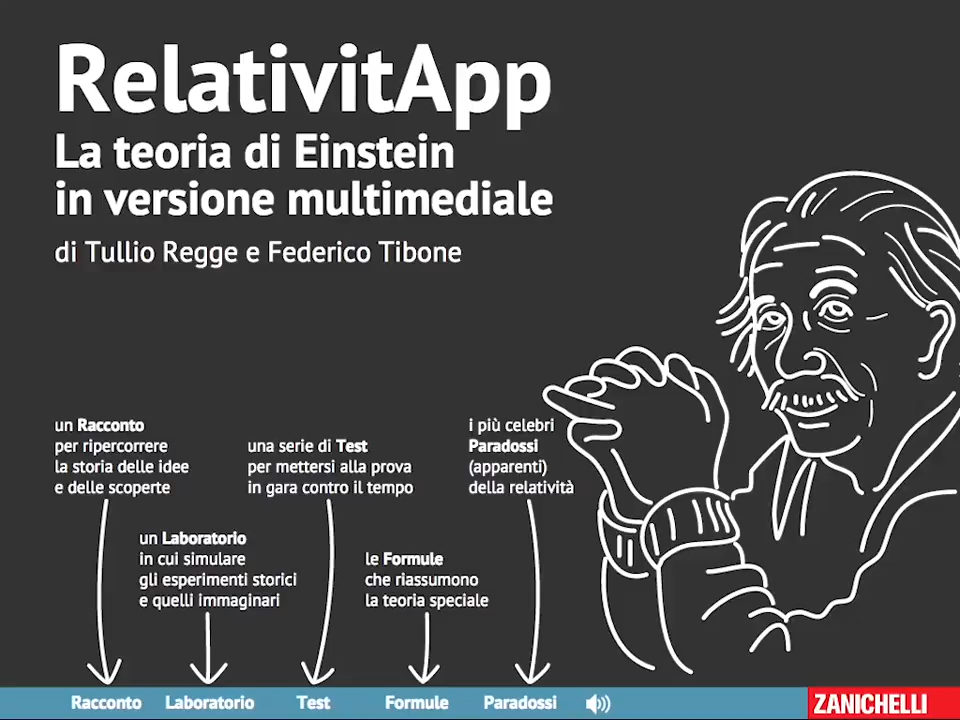 RelativitApp
La teoria di Einstein
in versione multimediale
di Tullio Regge e Federico Tibone
un Racconto
per ripercorrere
la storia delle idee
e delle scoperte
una serie di Test
per mettersi alla prova
in gara contro il tempo
i più celebri
Paradossi
(apparenti)
della relatività
un Laboratorio
in cui simulare
gli esperimenti storici
e quelli immaginari
le Formule
che riassumono
la teoria speciale
Racconto Laboratorio Test Formule Paradossi ZANICHELLI